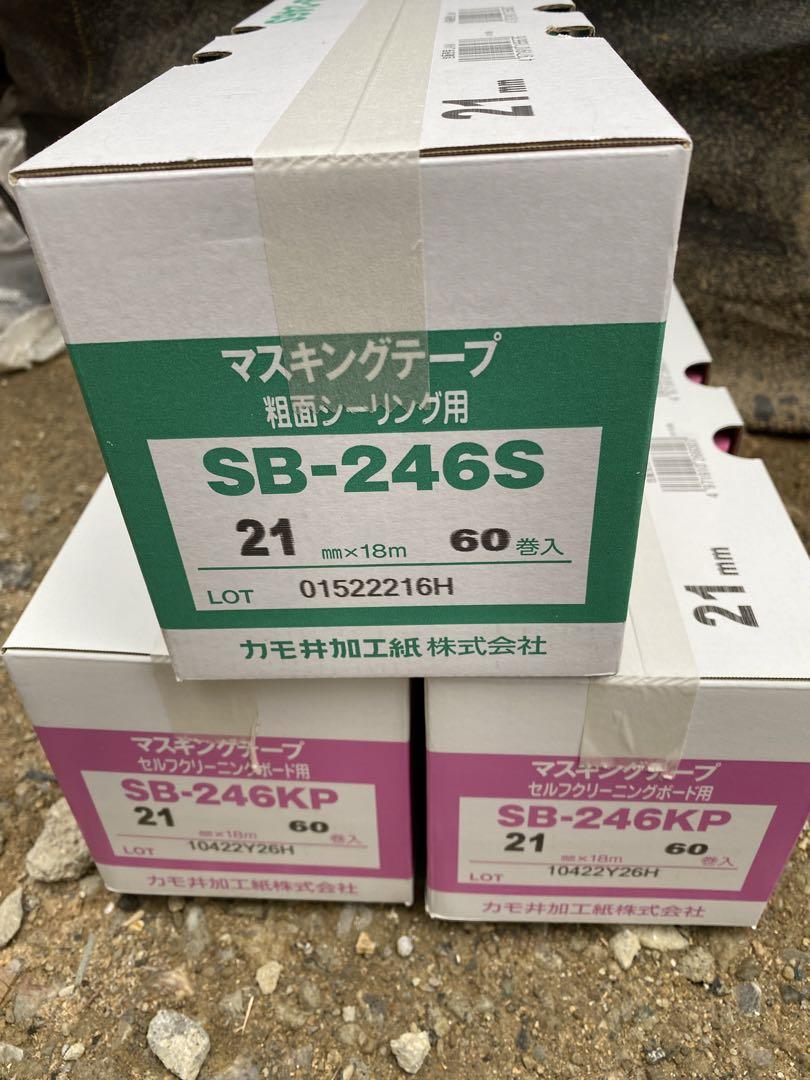 21 mm
マスキングテープ
粗面シーリング用
SB-246S
21 mm×18m 60 巻入
LOT 01522216H
カモ井加工紙 株式会社
21 mm
マスキングテープ
セルフクリーニングボード用
SB-246KP
21 mm×18m 60 巻入
LOT 10422Y26H
カモ井加工紙株式会社
マスキングテープ
セルフクリーニングボード用
SB-246KP
21 mm×18m 60 巻入
LOT 10422Y26H
カモ井加工紙株式会社